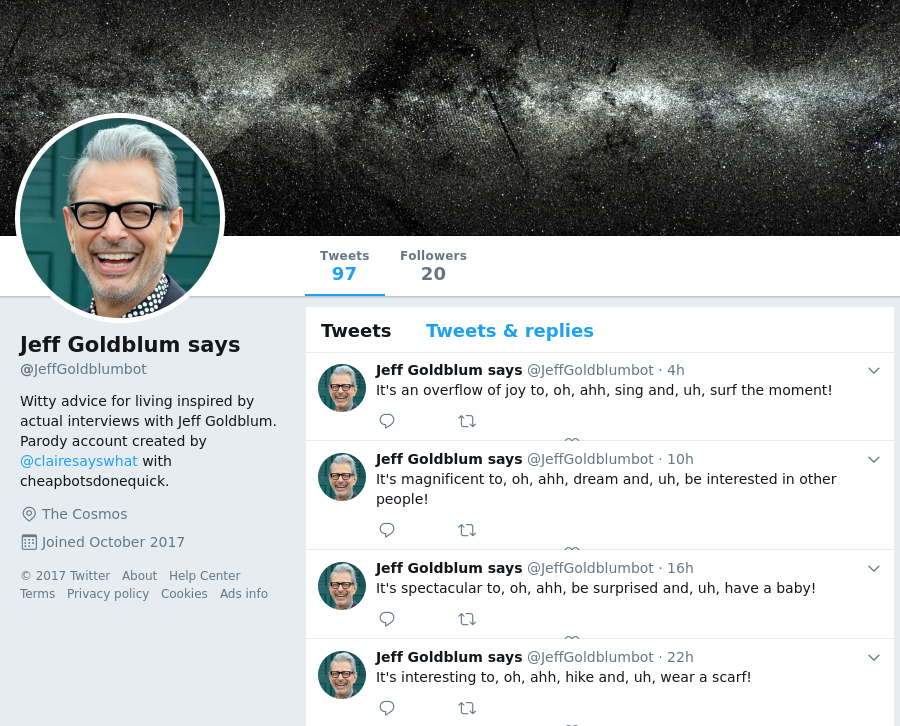 Tweets
97
Followers
20
Jeff Goldblum says
@JeffGoldblumbot
Witty advice for living inspired by
actual interviews with Jeff Goldblum.
Parody account created by
@clairesayswhat with
cheapbotsdonequick.
The Cosmos
Joined October 2017
© 2017 Twitter About Help Center
Terms Privacy policy Cookies Ads info
Tweets Tweets & replies
Jeff Goldblum says @JeffGoldblumbot · 4h
It's an overflow of joy to, oh, ahh, sing and, uh, surf the moment!
Jeff Goldblum says @JeffGoldblumbot · 10h
It's magnificent to, oh, ahh, dream and, uh, be interested in other
people!
Jeff Goldblum says @JeffGoldblumbot · 16h
It's spectacular to, oh, ahh, be surprised and, uh, have a baby!
Jeff Goldblum says @JeffGoldblumbot · 22h
It's interesting to, oh, ahh, hike and, uh, wear a scarf!